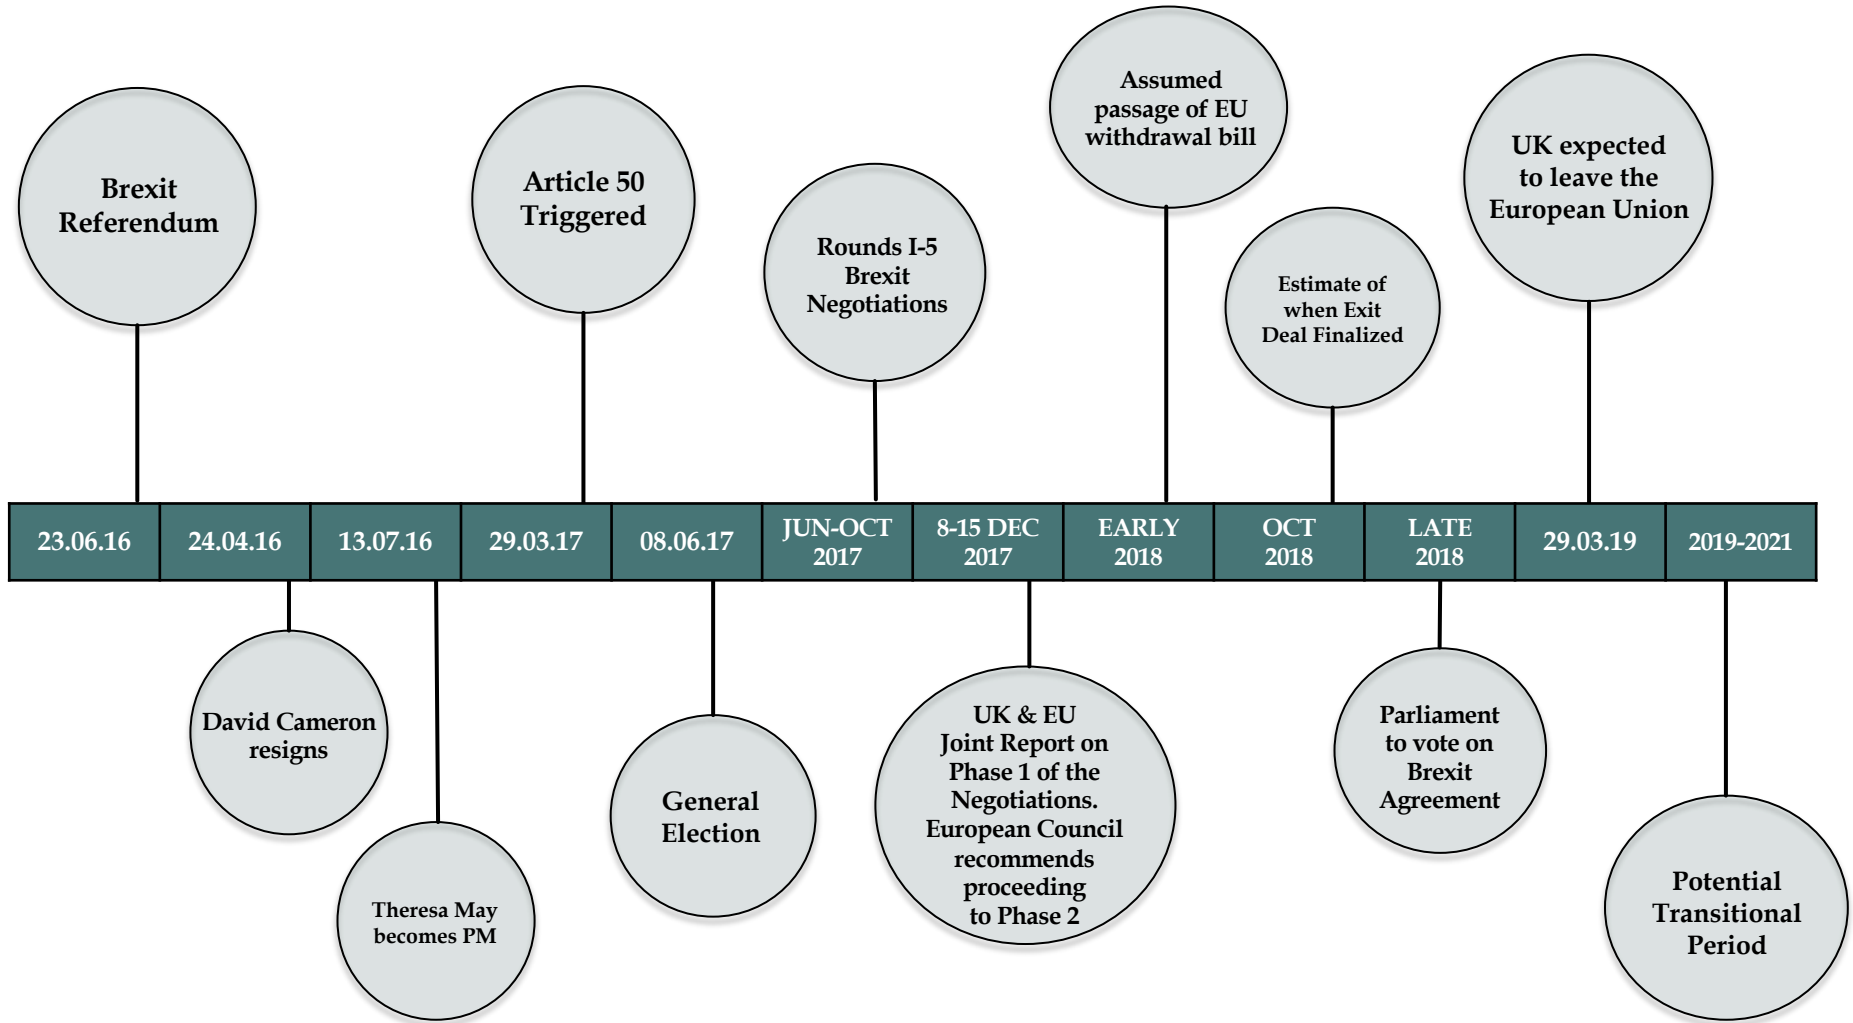 Assumed
passage of EU
withdrawal bill
UK expected
to leave the
European Union
Brexit
Referendum
Article 50
Triggered
Rounds I-5
Brexit
Negotiations
Estimate of
when Exit
Deal Finalized
23.06.16
24.04.16
13.07.16
29.03.17
08.06.17
JUN-OCT
2017
8-15 DEC
2017
EARLY
2018
OCT
2018
LATE
2018
29.03.19
2019-2021
David Cameron
resigns
Theresa May
becomes PM
General
Election
UK & EU
Joint Report on
Phase 1 of the
Negotiations.
European Council
recommends
proceeding
to Phase 2
Parliament
to vote on
Brexit
Agreement
Potential
Transitional
Period